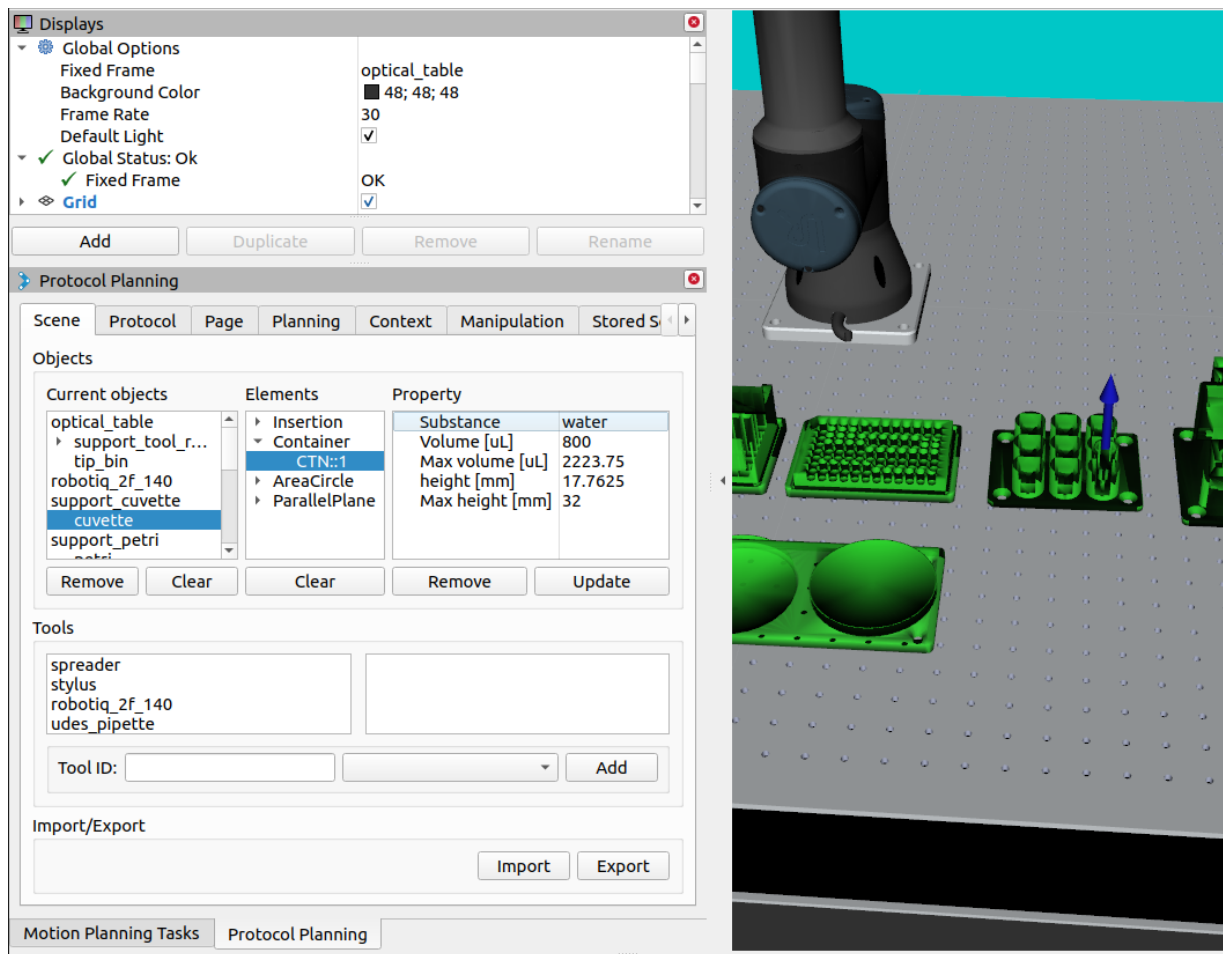 Displays
Global Options
Fixed Frame optical_table
Background Color 48; 48; 48
Frame Rate 30
Default Light
Global Status: Ok
Fixed Frame OK
Grid
Add Duplicate Remove Rename
Protocol Planning
Scene Protocol Page Planning Context Manipulation Stored
Objects
Current objects Elements Property
optical_table Insertion Substance water
support_tool_r... Container Volume [uL] 800
tip_bin CTN::1 Max volume [uL] 2223.75
robotiq_2f_140 AreaCircle height [mm] 17.7625
support_cuvette ParallelPlane Max height [mm] 32
cuvette
support_petri
petri
Remove Clear Clear Remove Update
Tools
spreader
stylus
robotiq_2f_140
udes_pipette
Tool ID: Add
Import/Export
Import Export
Motion Planning Tasks Protocol Planning